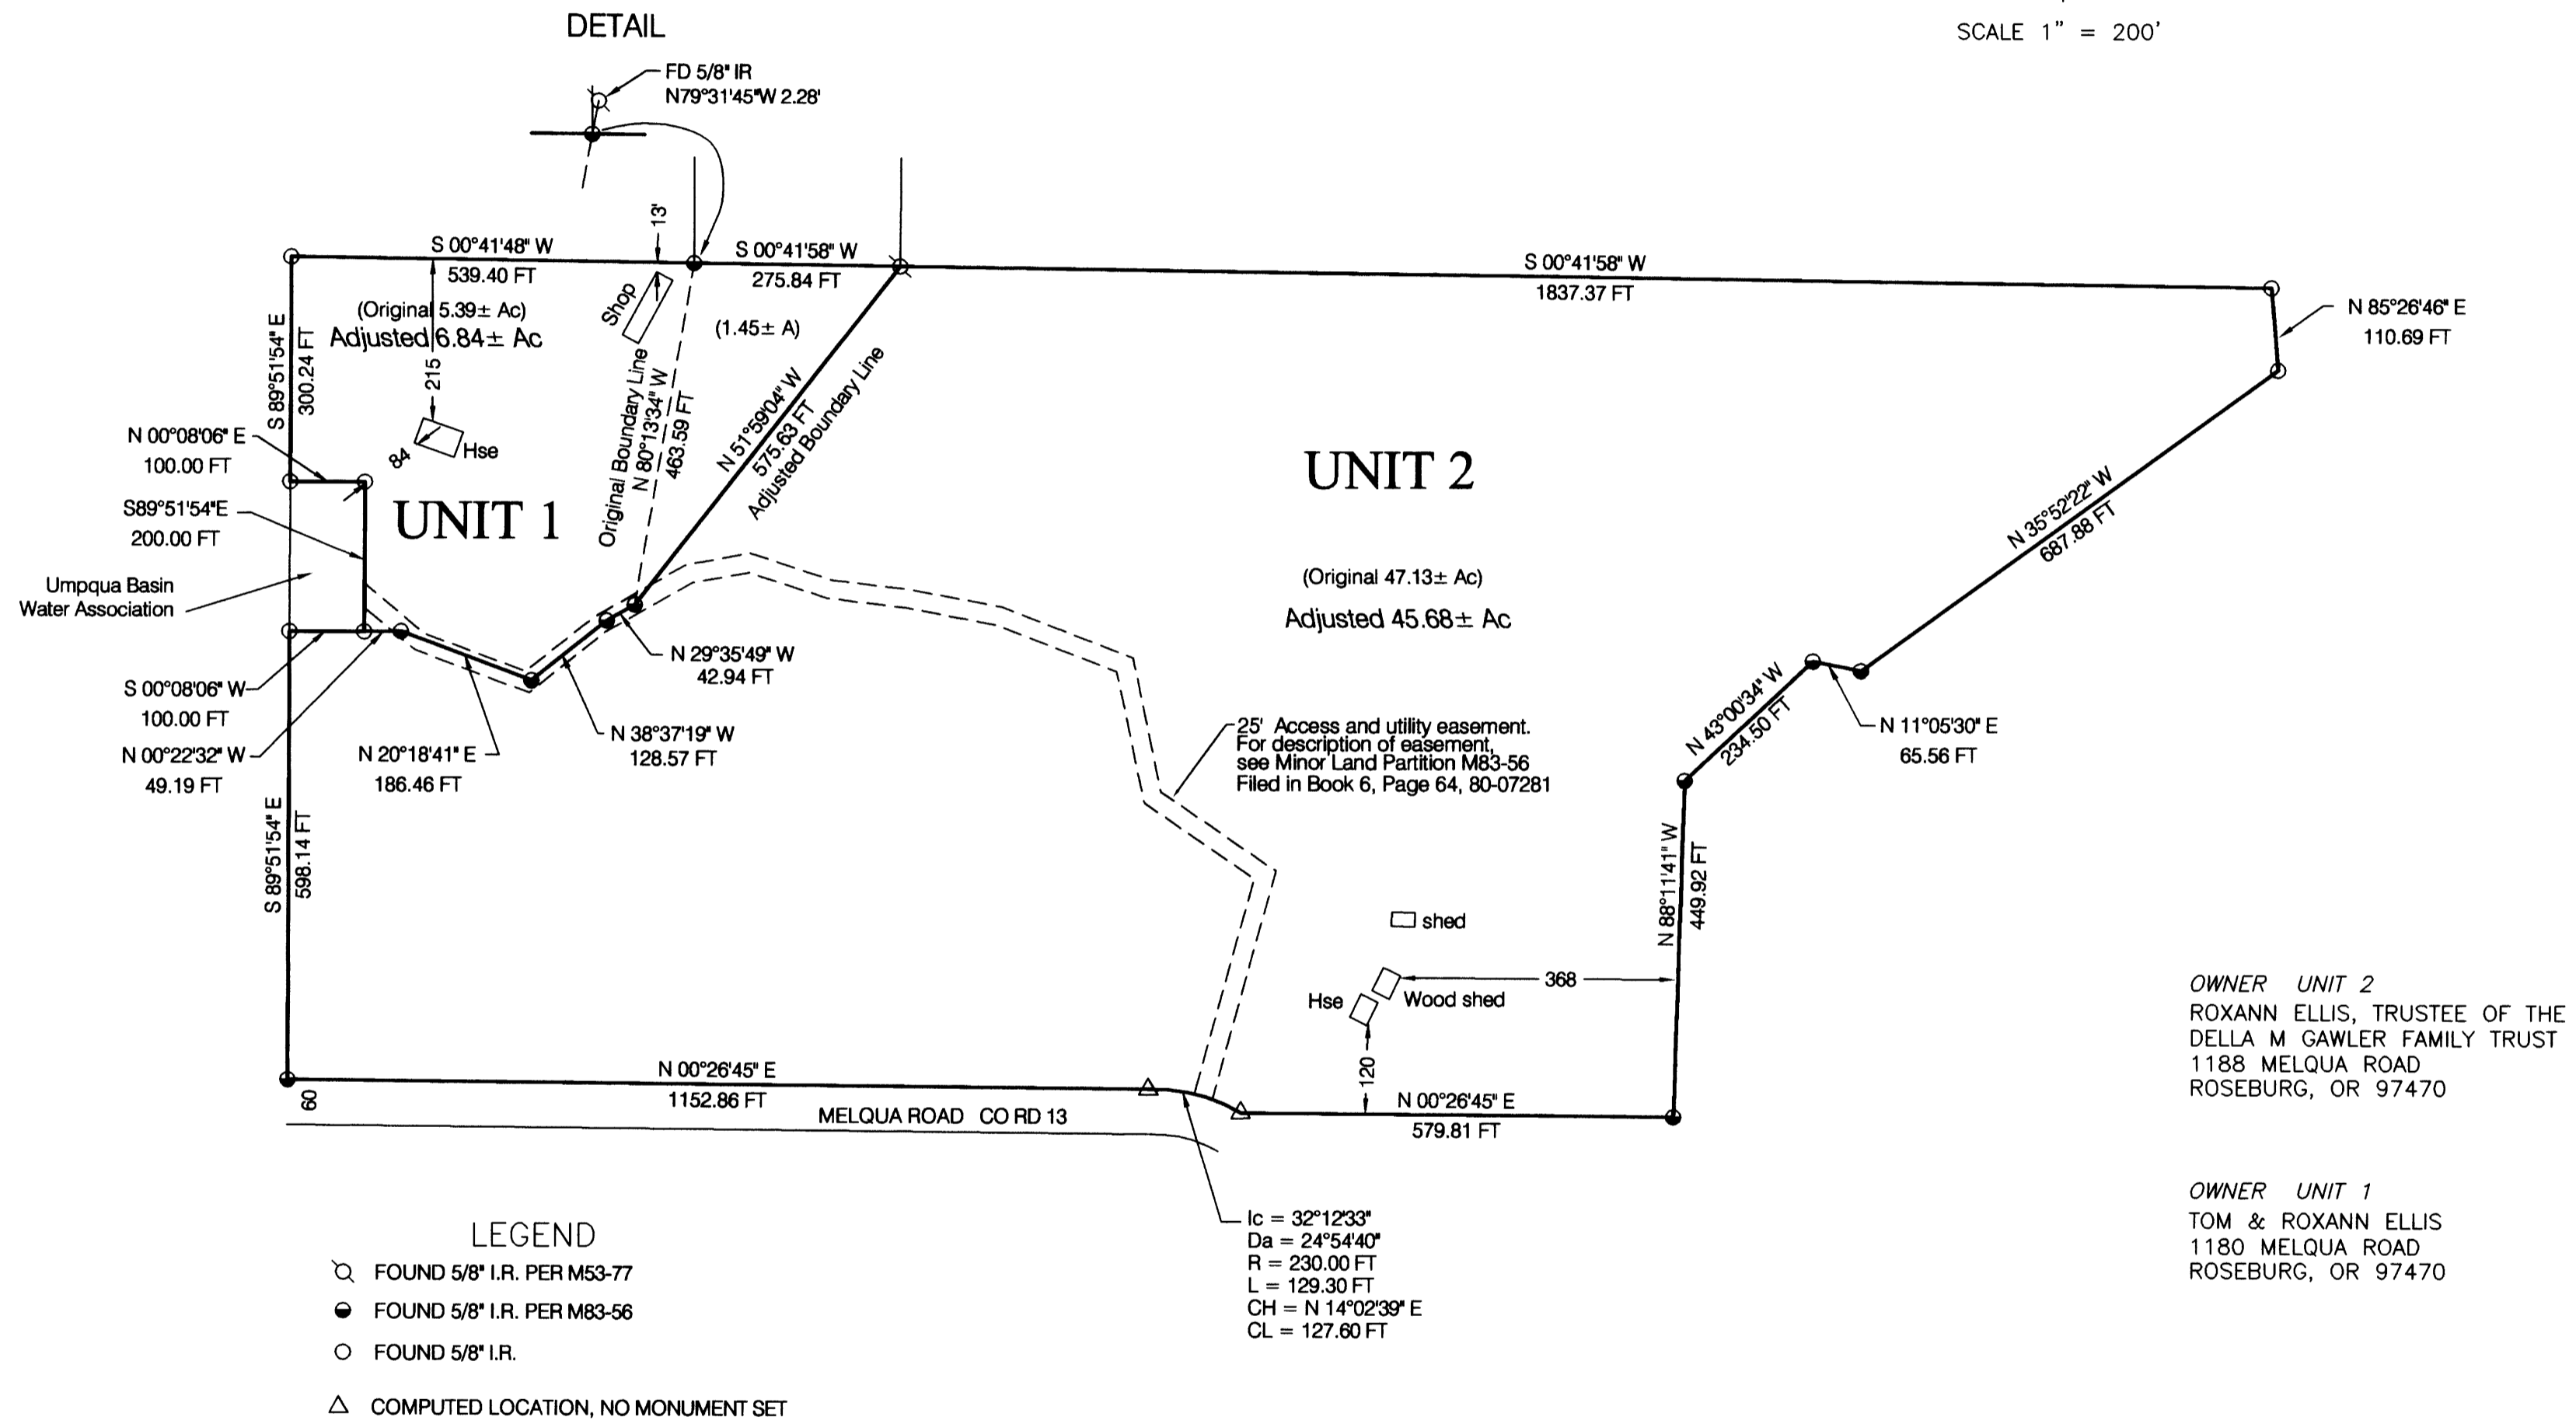 DETAIL
SCALE 1" = 200'
FD 5/8" IR
N79°31'45"W 2.28'
13'
S 00°41'48" W
539.40 FT
S 00°41'58" W
275.84 FT
S 00°41'58" W
1837.37 FT
N 85°26'46" E
110.69 FT
(Original 5.39± Ac)
Adjusted 6.84± Ac
Shop
(1.45± A)
S 89°51'54" E
300.24 FT
215
84
Hse
N 00°08'06" E
100.00 FT
S89°51'54"E
200.00 FT
UNIT 1
Original Boundary Line
N 80°13'34" W
463.59 FT
N 51°59'04" W
575.63 FT
Adjusted Boundary Line
UNIT 2
(Original 47.13± Ac)
Adjusted 45.68± Ac
N 35°52'22" W
687.88 FT
Umpqua Basin
Water Association
S 00°08'06" W
100.00 FT
N 00°22'32" W
49.19 FT
N 20°18'41" E
186.46 FT
N 38°37'19" W
128.57 FT
N 29°35'49" W
42.94 FT
25' Access and utility easement.
For description of easement,
see Minor Land Partition M83-56
Filed in Book 6, Page 64, 80-07281
N 43°00'34" W
234.50 FT
N 11°05'30" E
65.56 FT
S 89°51'54" E
598.14 FT
N 88°11'41" W
449.92 FT
shed
368
Hse
Wood shed
120
N 00°26'45" E
1152.86 FT
60
MELQUA ROAD CO RD 13
N 00°26'45" E
579.81 FT
Ic = 32°12'33"
Da = 24°54'40"
R = 230.00 FT
L = 129.30 FT
CH = N 14°02'39" E
CL = 127.60 FT
OWNER UNIT 2
ROXANN ELLIS, TRUSTEE OF THE
DELLA M GAWLER FAMILY TRUST
1188 MELQUA ROAD
ROSEBURG, OR 97470
OWNER UNIT 1
TOM & ROXANN ELLIS
1180 MELQUA ROAD
ROSEBURG, OR 97470
LEGEND
FOUND 5/8" I.R. PER M53-77
FOUND 5/8" I.R. PER M83-56
FOUND 5/8" I.R.
COMPUTED LOCATION, NO MONUMENT SET